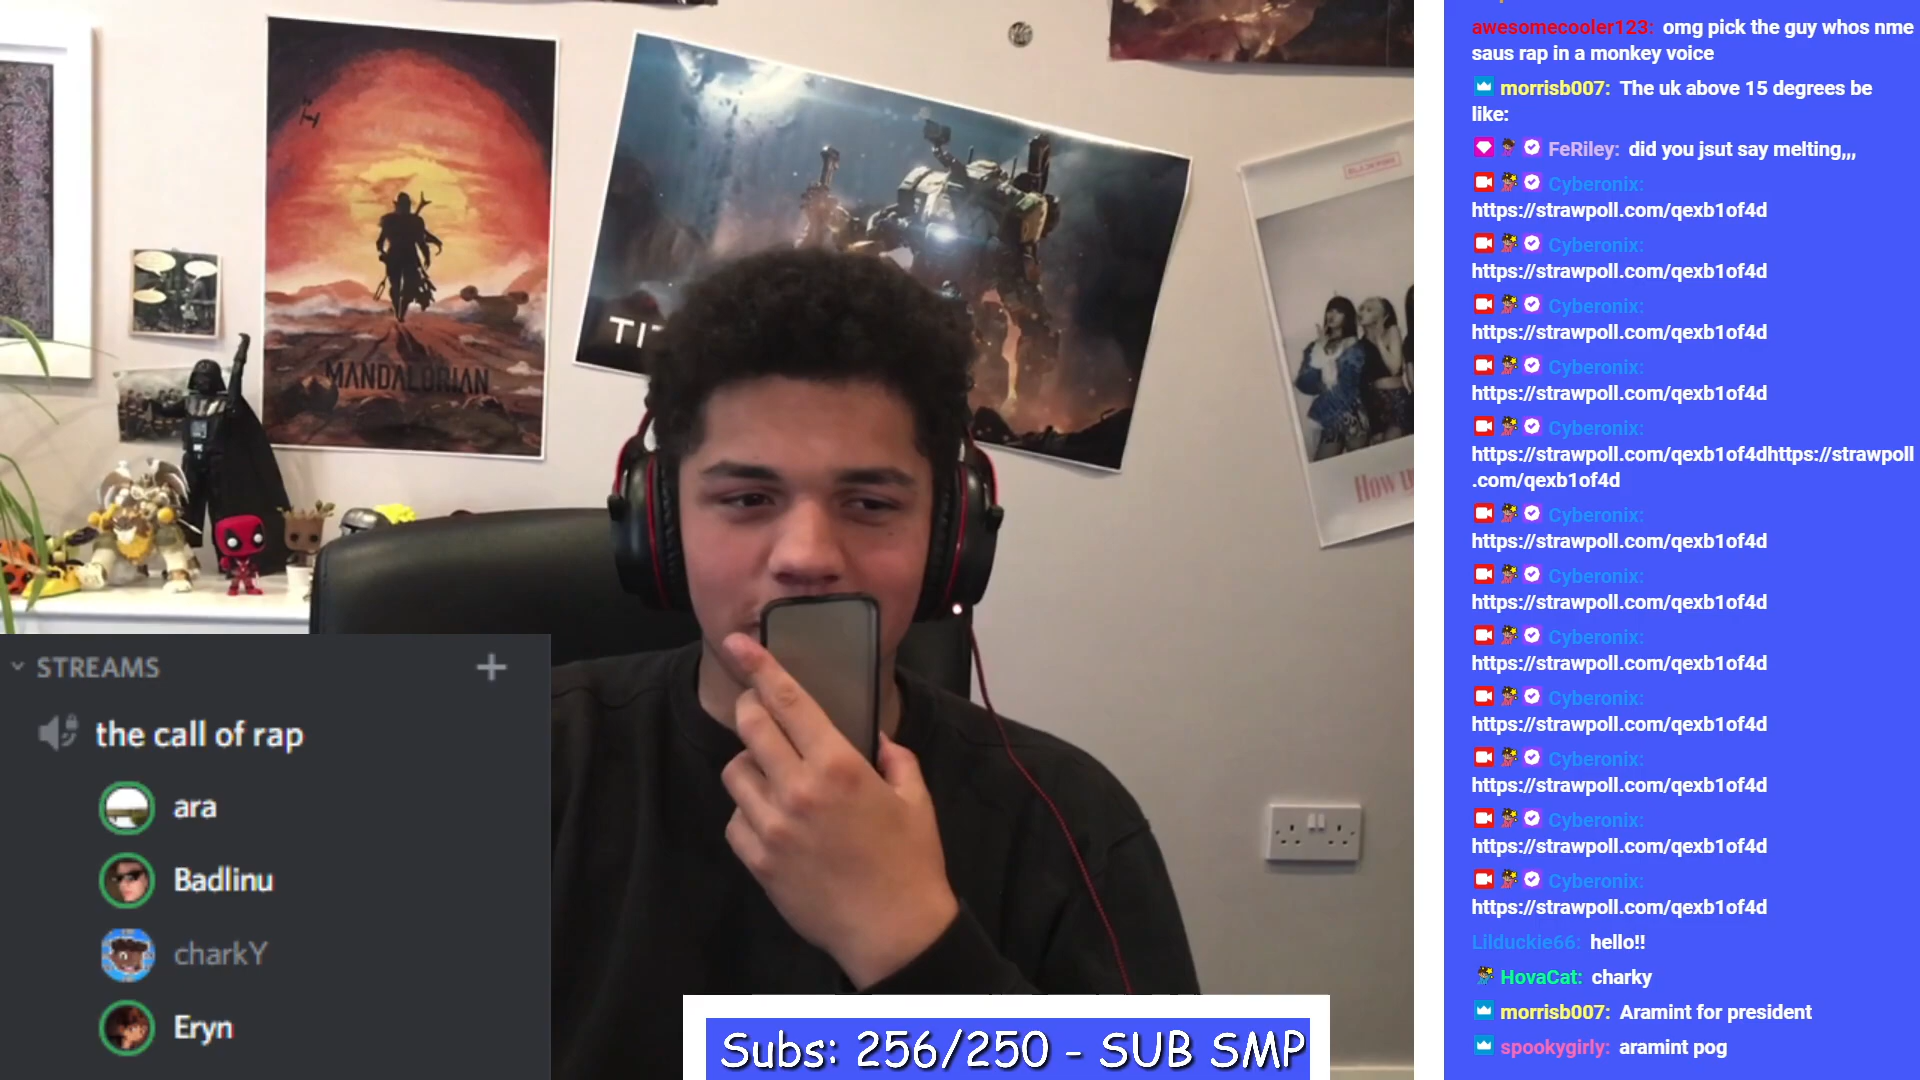 MANDALORIAN
TIT
How
STREAMS
the call of rap
ara
Badlinu
charkY
Eryn
Subs: 256/250 - SUB SMP
awesomecooler123: omg pick the guy whos nme
saus rap in a monkey voice
morrisb007: The uk above 15 degrees be
like:
FeRiley: did you jsut say melting,,,
Cyberonix:
https://strawpoll.com/qexb1of4d
Cyberonix:
https://strawpoll.com/qexb1of4d
Cyberonix:
https://strawpoll.com/qexb1of4d
Cyberonix:
https://strawpoll.com/qexb1of4d
Cyberonix:
https://strawpoll.com/qexb1of4dhttps://strawpoll
.com/qexb1of4d
Cyberonix:
https://strawpoll.com/qexb1of4d
Cyberonix:
https://strawpoll.com/qexb1of4d
Cyberonix:
https://strawpoll.com/qexb1of4d
Cyberonix:
https://strawpoll.com/qexb1of4d
Cyberonix:
https://strawpoll.com/qexb1of4d
Cyberonix:
https://strawpoll.com/qexb1of4d
Cyberonix:
https://strawpoll.com/qexb1of4d
Lilduckie66: hello!!
HovaCat: charky
morrisb007: Aramint for president
spookygirly: aramint pog